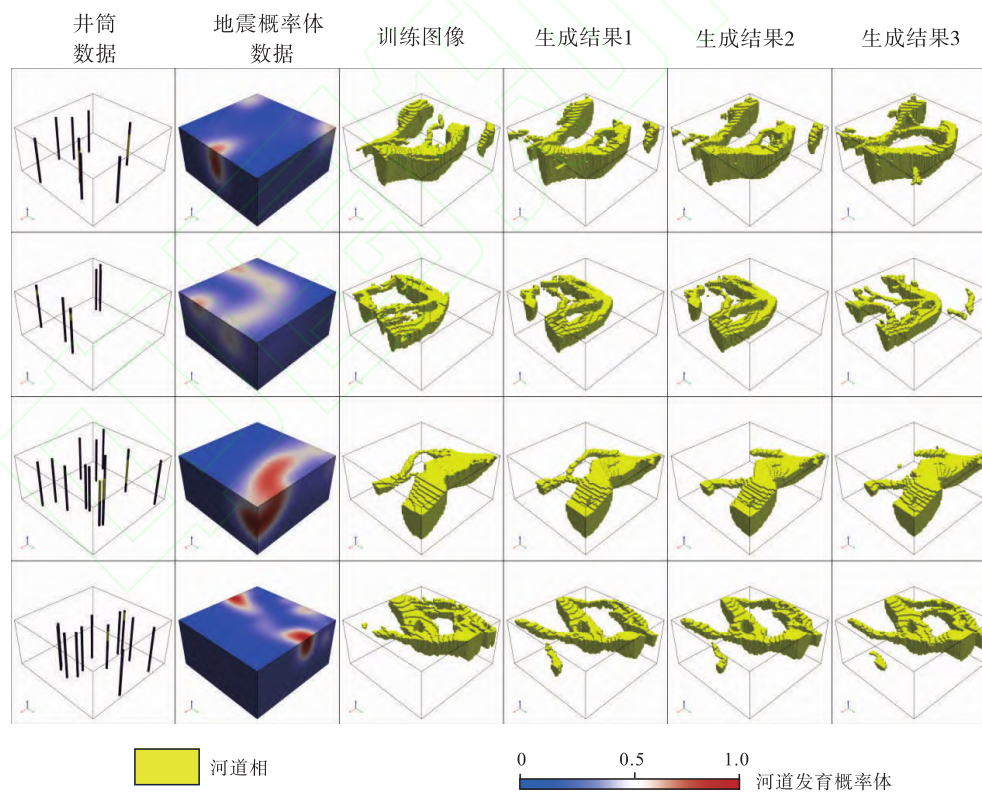 井筒
数据
地震概率体
数据
训练图像
生成结果1
生成结果2
生成结果3
河道相
0
0.5
1.0
河道发育概率体